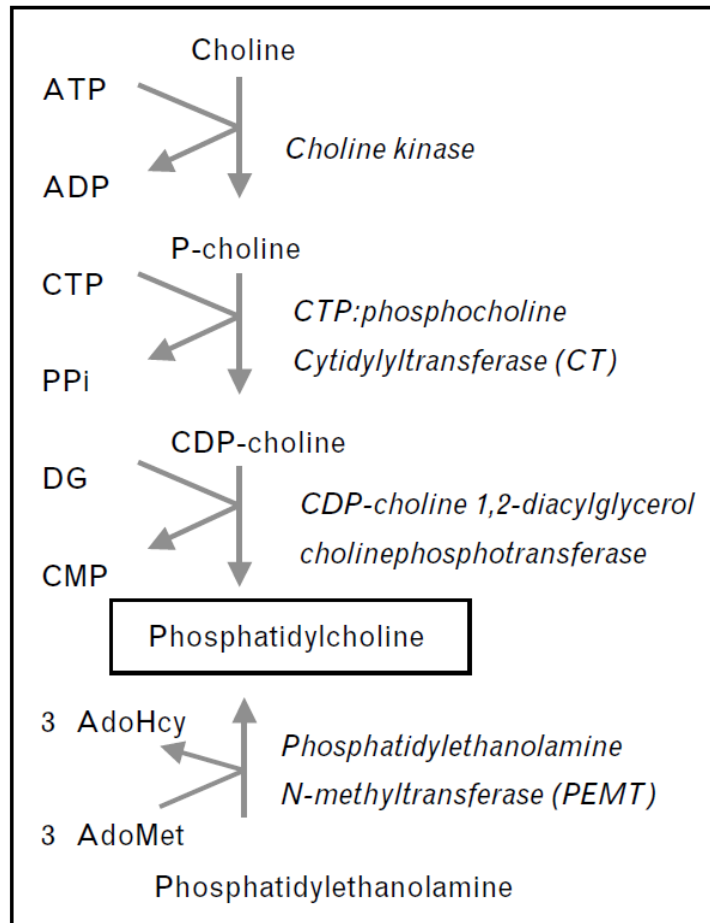 Choline
ATP
Choline kinase
ADP
P-choline
CTP
CTP:phosphocholine
Cytidylyltransferase (CT)
PPi
CDP-choline
DG
CDP-choline 1,2-diacylglycerol
cholinephosphotransferase
CMP
Phosphatidylcholine
3 AdoHcy
Phosphatidylethanolamine
N-methyltransferase (PEMT)
3 AdoMet
Phosphatidylethanolamine